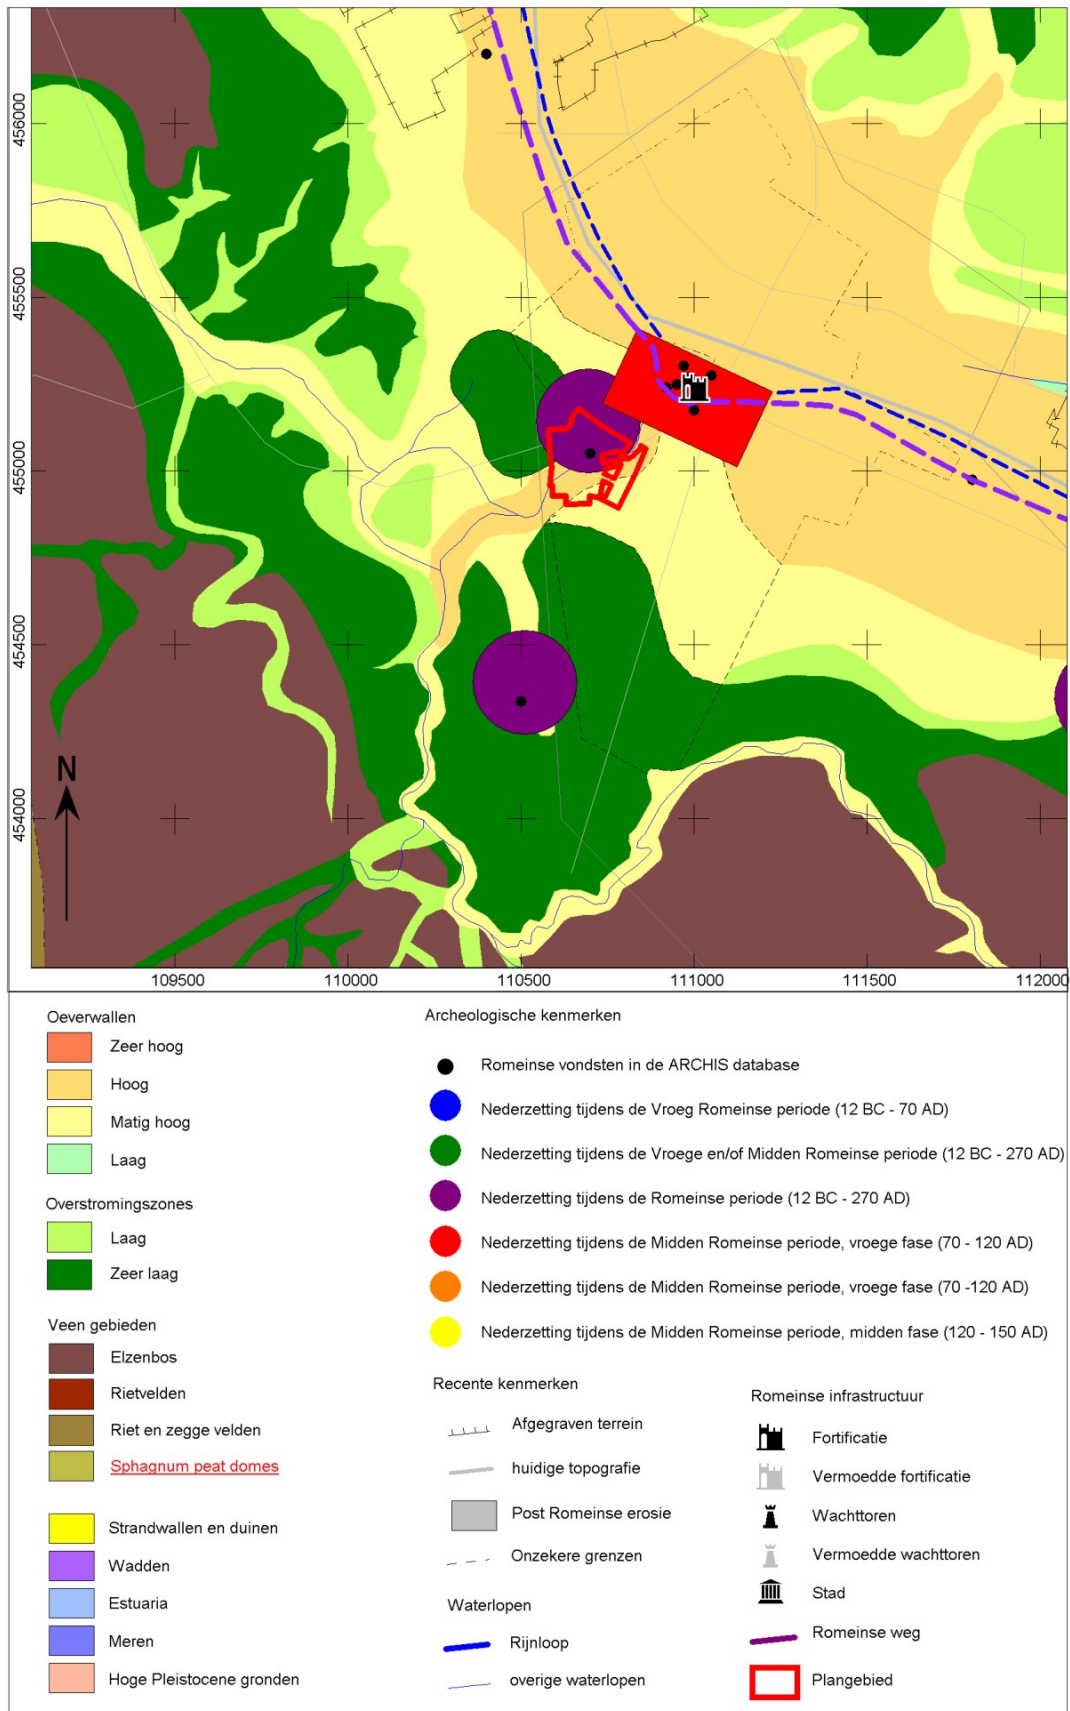 456000
455500
455000
454500
454000
N
109500
110000
110500
111000
111500
112000
Oeverwallen
Zeer hoog
Hoog
Matig hoog
Laag
Overstromingszones
Laag
Zeer laag
Veen gebieden
Elzenbos
Rietvelden
Riet en zegge velden
Sphagnum peat domes
Strandwallen en duinen
Wadden
Estuaria
Meren
Hoge Pleistocene gronden
Archeologische kenmerken
Romeinse vondsten in de ARCHIS database
Nederzetting tijdens de Vroeg Romeinse periode (12 BC - 70 AD)
Nederzetting tijdens de Vroege en/of Midden Romeinse periode (12 BC - 270 AD)
Nederzetting tijdens de Romeinse periode (12 BC - 270 AD)
Nederzetting tijdens de Midden Romeinse periode, vroege fase (70 - 120 AD)
Nederzetting tijdens de Midden Romeinse periode, vroege fase (70 -120 AD)
Nederzetting tijdens de Midden Romeinse periode, midden fase (120 - 150 AD)
Recente kenmerken
Afgegraven terrein
huidige topografie
Post Romeinse erosie
Onzekere grenzen
Waterlopen
Rijnloop
overige waterlopen
Romeinse infrastructuur
Fortificatie
Vermoedde fortificatie
Wachttoren
Vermoedde wachttoren
Stad
Romeinse weg
Plangebied